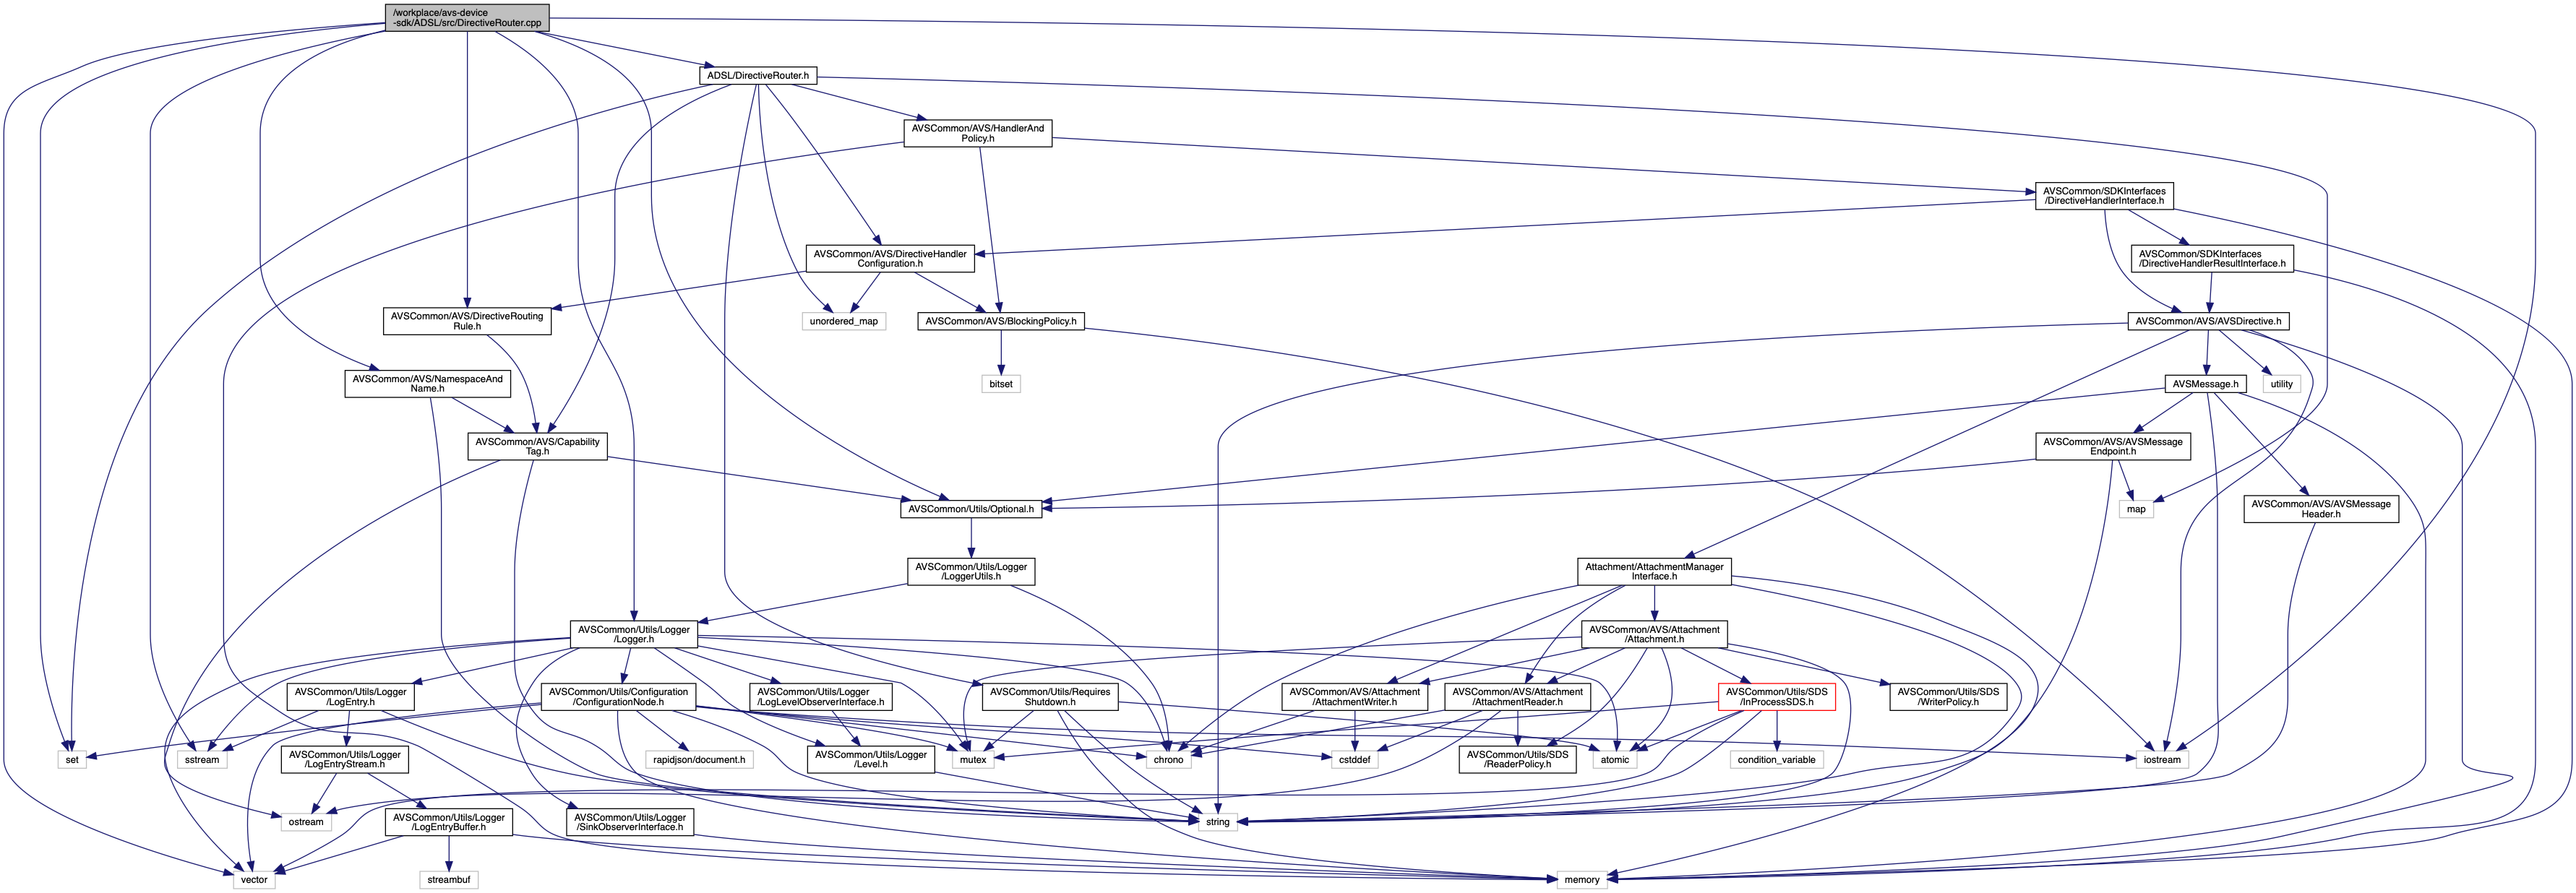 /workplace/avs-device
-sdk/ADSL/src/DirectiveRouter.cpp
ADSL/DirectiveRouter.h
AVSCommon/AVS/HandlerAnd
Policy.h
AVSCommon/SDKInterfaces
/DirectiveHandlerInterface.h
AVSCommon/AVS/DirectiveHandler
Configuration.h
AVSCommon/SDKInterfaces
/DirectiveHandlerResultInterface.h
AVSCommon/AVS/DirectiveRouting
Rule.h
unordered_map
AVSCommon/AVS/BlockingPolicy.h
AVSCommon/AVS/AVSDirective.h
AVSCommon/AVS/NamespaceAnd
Name.h
bitset
AVSMessage.h
utility
AVSCommon/AVS/Capability
Tag.h
AVSCommon/AVS/AVSMessage
Endpoint.h
AVSCommon/Utils/Optional.h
map
AVSCommon/AVS/AVSMessage
Header.h
AVSCommon/Utils/Logger
/LoggerUtils.h
Attachment/AttachmentManager
Interface.h
AVSCommon/Utils/Logger
/Logger.h
AVSCommon/AVS/Attachment
/Attachment.h
AVSCommon/Utils/Logger
/LogEntry.h
AVSCommon/Utils/Configuration
/ConfigurationNode.h
AVSCommon/Utils/Logger
/LogLevelObserverInterface.h
AVSCommon/Utils/Requires
Shutdown.h
AVSCommon/AVS/Attachment
/AttachmentWriter.h
AVSCommon/AVS/Attachment
/AttachmentReader.h
AVSCommon/Utils/SDS
/InProcessSDS.h
AVSCommon/Utils/SDS
/WriterPolicy.h
set
sstream
AVSCommon/Utils/Logger
/LogEntryStream.h
rapidjson/document.h
AVSCommon/Utils/Logger
/Level.h
mutex
chrono
cstddef
AVSCommon/Utils/SDS
/ReaderPolicy.h
atomic
condition_variable
iostream
ostream
AVSCommon/Utils/Logger
/LogEntryBuffer.h
AVSCommon/Utils/Logger
/SinkObserverInterface.h
string
vector
streambuf
memory